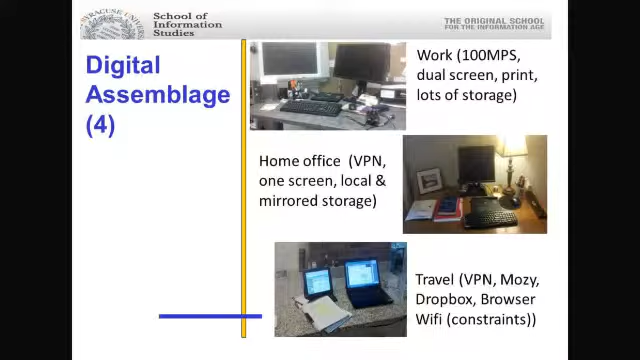 SYRACUSE UNIVERSITY
School of
Information
Studies
THE ORIGINAL SCHOOL
FOR THE INFORMATION AGE
Digital
Assemblage
(4)
Work (100MPS,
dual screen, print,
lots of storage)
Home office (VPN,
one screen, local &
mirrored storage)
Travel (VPN, Mozy,
Dropbox, Browser
Wifi (constraints))